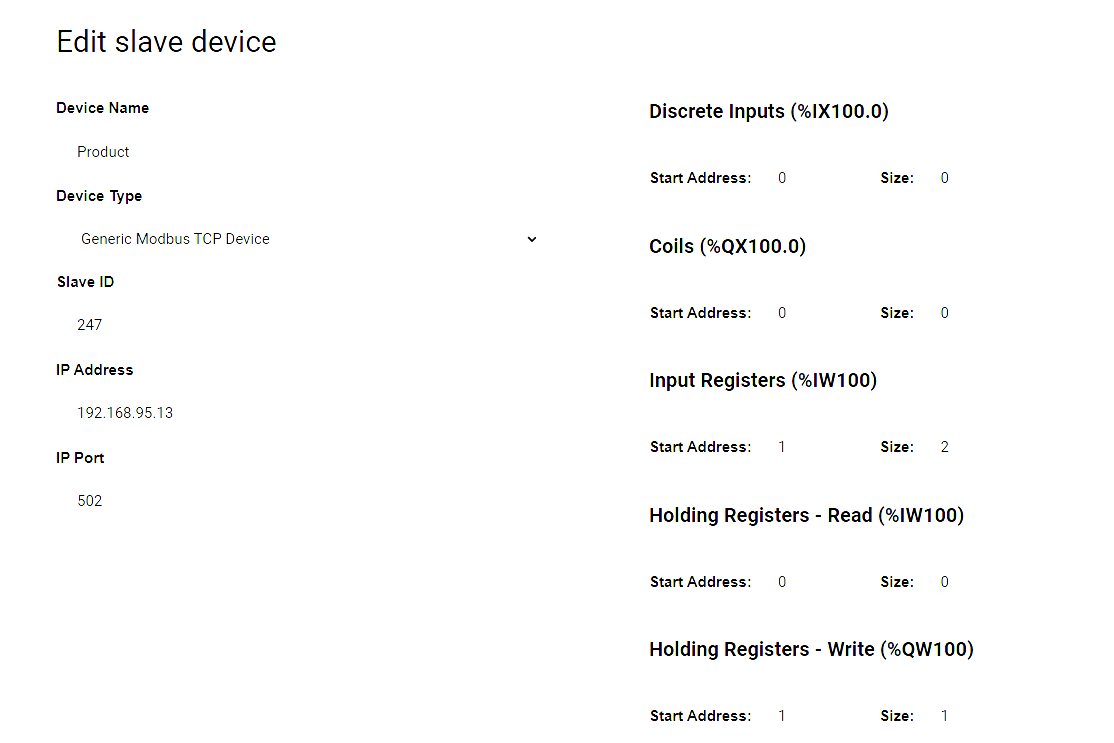 Edit slave device
Device Name
Product
Device Type
Generic Modbus TCP Device
Slave ID
247
IP Address
192.168.95.13
IP Port
502
Discrete Inputs (%IX100.0)
Start Address: 0 Size: 0
Coils (%QX100.0)
Start Address: 0 Size: 0
Input Registers (%IW100)
Start Address: 1 Size: 2
Holding Registers - Read (%IW100)
Start Address: 0 Size: 0
Holding Registers - Write (%QW100)
Start Address: 1 Size: 1